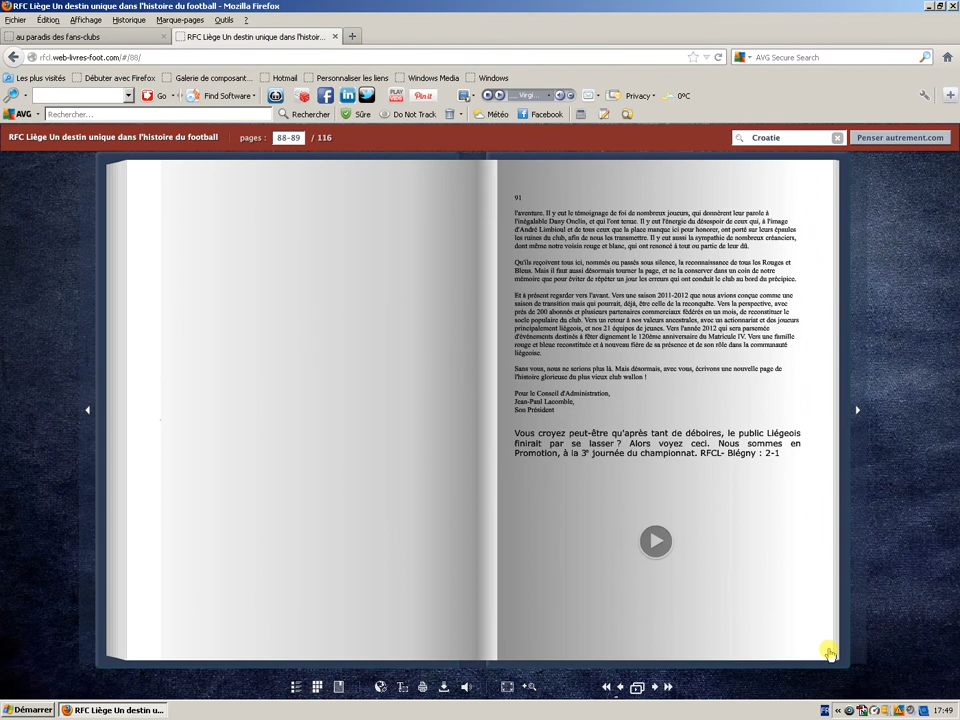 RFC Liège Un destin unique dans l'histoire du football - Mozilla Firefox
Fichier Édition Affichage Historique Marque-pages Outils ?
au paradis des fans-clubs × RFC Liège Un destin unique dans l'histoir... × +
rfcl.web-livres-foot.com/#/88/ AVG Secure Search
Les plus visités Débuter avec Firefox Galerie de composant... Hotmail Personnaliser les liens Windows Media Windows
Go Find Software PLAY VIEW Pin it Virgi... Privacy 0°C
AVG Rechercher... Rechercher Sûre Do Not Track Météo Facebook
RFC Liège Un destin unique dans l'histoire du football pages : 88-89 / 116 Croatie Penser autrement.com
91
l'aventure. Il y eut le témoignage de foi de nombreux joueurs, qui donnèrent leur parole à
l'inégalable Dany Onclin, et qui l'ont tenue. Il y eut l'énergie du désespoir de ceux qui, à l'image
d'André Limbioul et de tous ceux que la place manque ici pour honorer, ont porté sur leurs épaules
les ruines du club, afin de nous les transmettre. Il y eut aussi la sympathie de nombreux créanciers,
dont même notre voisin rouge et blanc, qui ont renoncé à tout ou partie de leur dû.
Qu'ils reçoivent tous ici, nommés ou passés sous silence, la reconnaissance de tous les Rouges et
Bleus. Mais il faut aussi désormais tourner la page, et ne la conserver dans un coin de notre
mémoire que pour éviter de répéter un jour les erreurs qui ont conduit le club au bord du précipice.
Et à présent regarder vers l'avant. Vers une saison 2011-2012 que nous avions conçue comme une
saison de transition mais qui pourrait, déjà, être celle de la reconquête. Vers la perspective, avec
près de 200 abonnés et plusieurs partenaires commerciaux fédérés en un mois, de reconstituer le
socle populaire du club. Vers un retour à nos valeurs ancestrales, avec un actionnariat et des joueurs
principalement liégeois, et nos 21 équipes de jeunes. Vers l'année 2012 qui sera parsemée
d'événements destinés à fêter dignement le 120ème anniversaire du Matricule IV. Vers une famille
rouge et bleue reconstituée et à nouveau fière de sa présence et de son rôle dans la communauté
liégeoise.
Sans vous, nous ne serions plus là. Mais désormais, avec vous, écrivons une nouvelle page de
l'histoire glorieuse du plus vieux club wallon !
Pour le Conseil d'Administration,
Jean-Paul Lacomble,
Son Président
Vous croyez peut-être qu'après tant de déboires, le public Liégeois
finirait par se lasser ? Alors voyez ceci. Nous sommes en
Promotion, à la 3e journée du championnat. RFCL- Blégny : 2-1
Démarrer RFC Liège Un destin u... FR 17:49